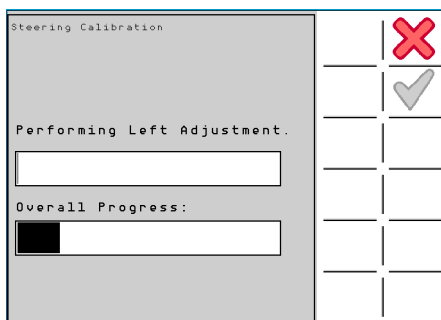 Steering Calibration
Performing Left Adjustment.
Overall Progress: